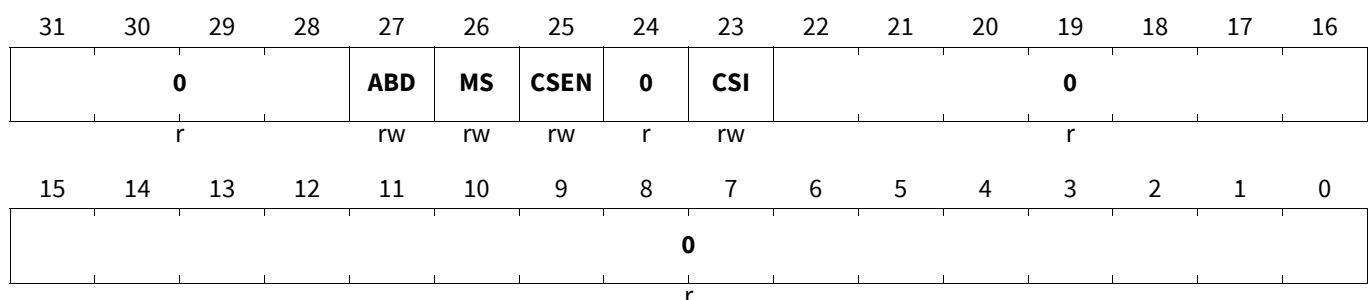 31 30 29 28 27 26 25 24 23 22 21 20 19 18 17 16
0 ABD MS CSEN 0 CSI 0
r rw rw rw r rw r
15 14 13 12 11 10 9 8 7 6 5 4 3 2 1 0
0
r